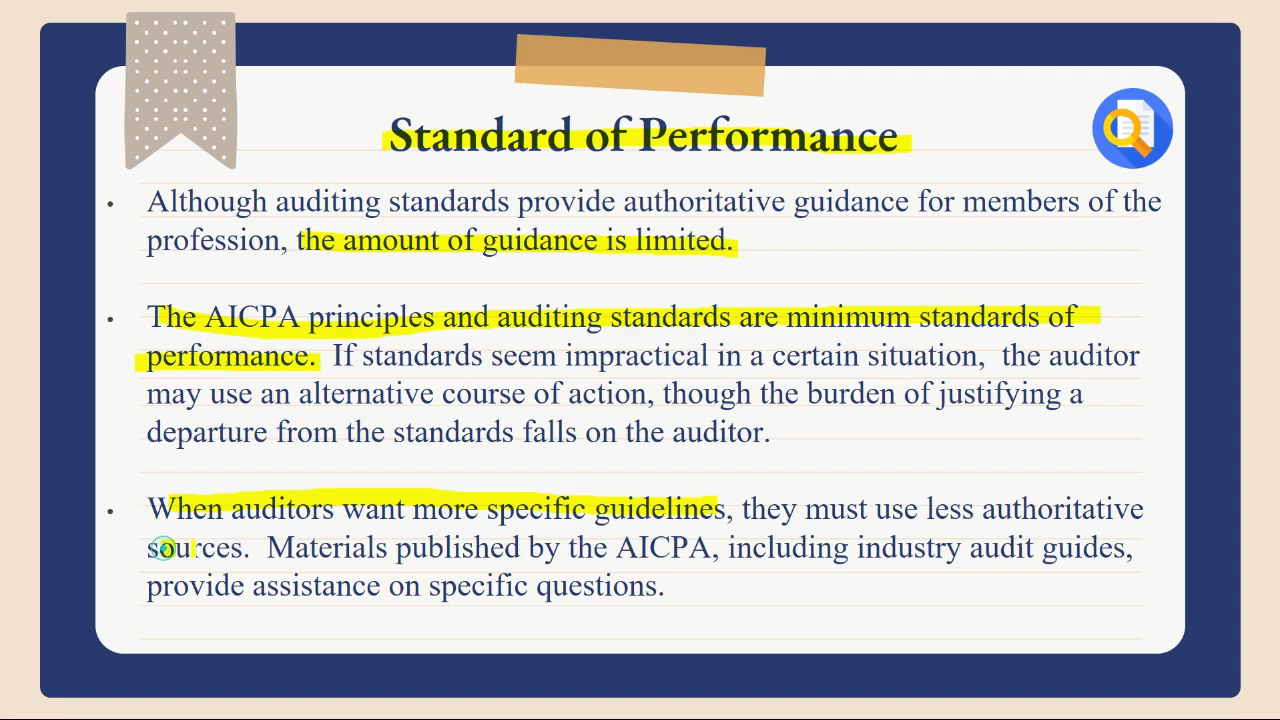 Standard of Performance
• Although auditing standards provide authoritative guidance for members of the
profession, the amount of guidance is limited.
• The AICPA principles and auditing standards are minimum standards of
performance. If standards seem impractical in a certain situation, the auditor
may use an alternative course of action, though the burden of justifying a
departure from the standards falls on the auditor.
• When auditors want more specific guidelines, they must use less authoritative
sources. Materials published by the AICPA, including industry audit guides,
provide assistance on specific questions.